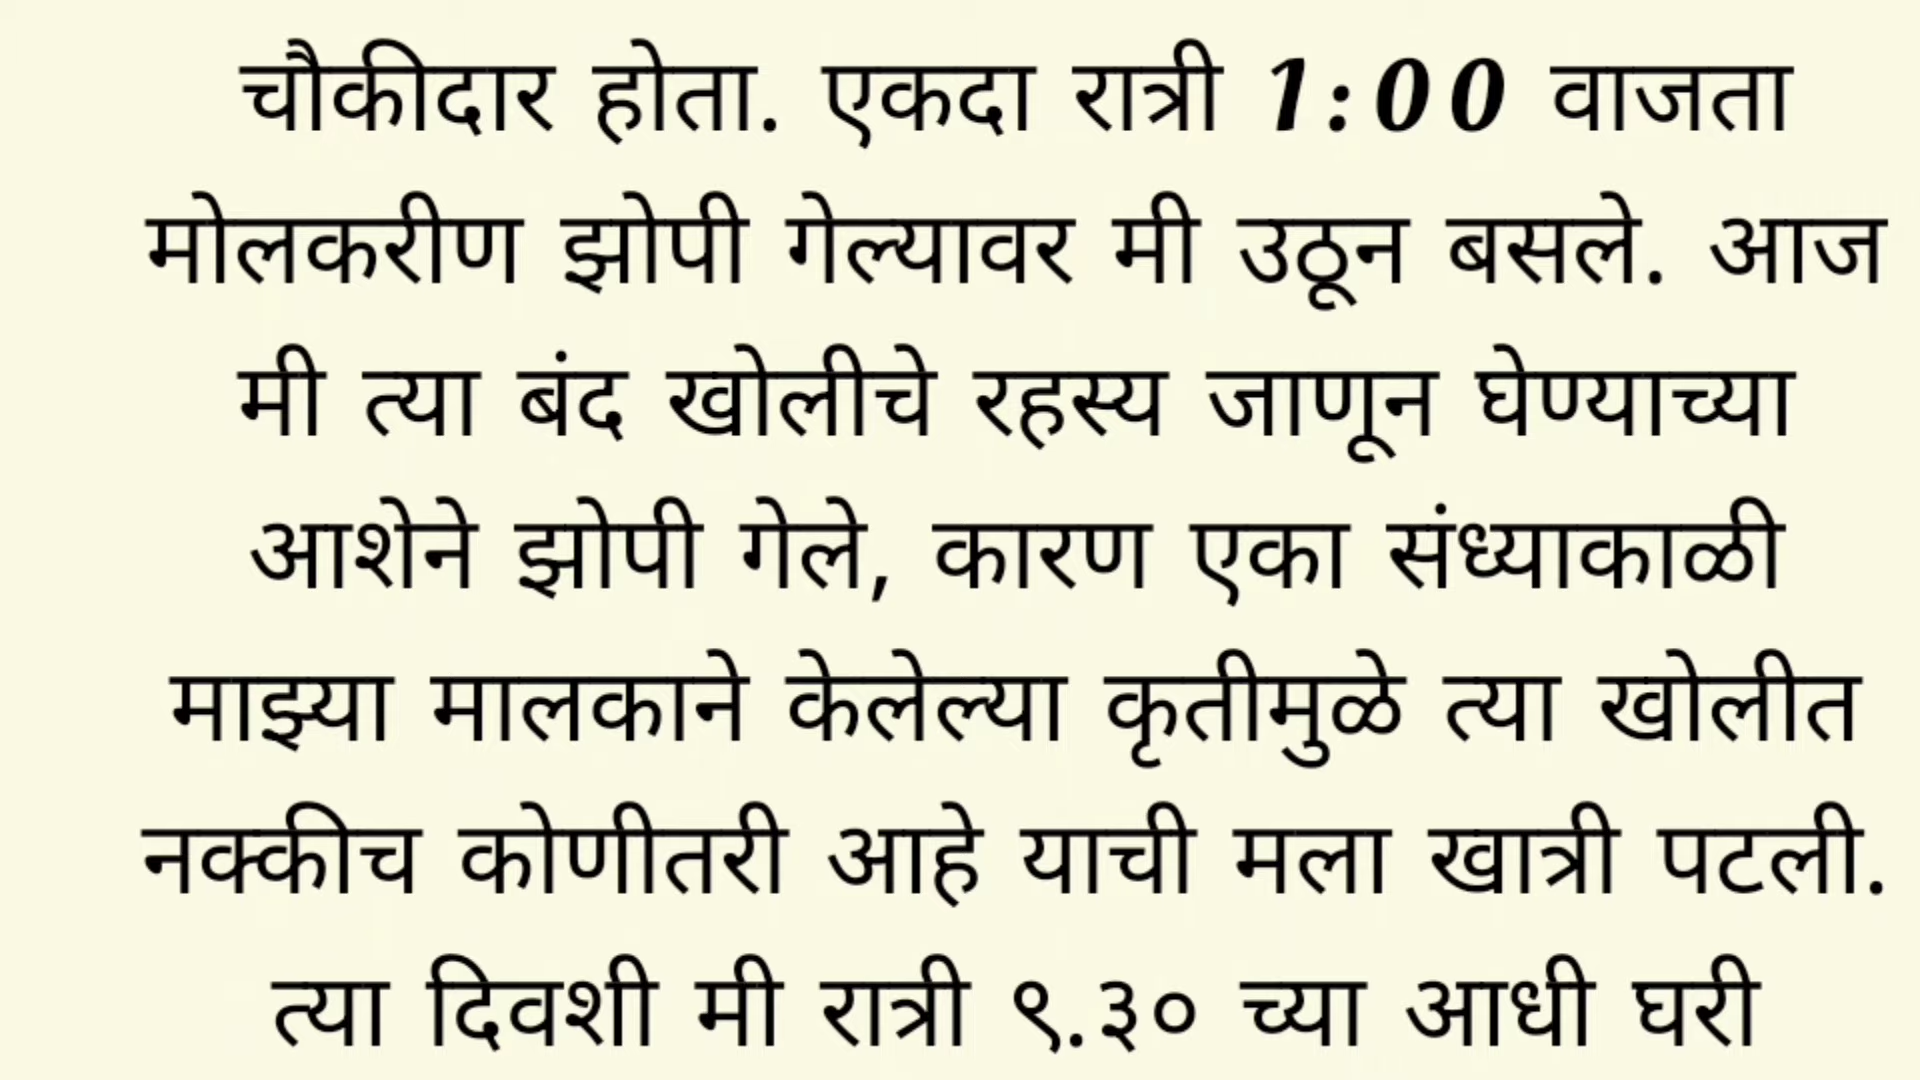 चौकीदार होता. एकदा रात्री 1:00 वाजता
मोलकरीण झोपी गेल्यावर मी उठून बसले. आज
मी त्या बंद खोलीचे रहस्य जाणून घेण्याच्या
आशेने झोपी गेले, कारण एका संध्याकाळी
माझ्या मालकाने केलेल्या कृतीमुळे त्या खोलीत
नक्कीच कोणीतरी आहे याची मला खात्री पटली.
त्या दिवशी मी रात्री ९.३० च्या आधी घरी